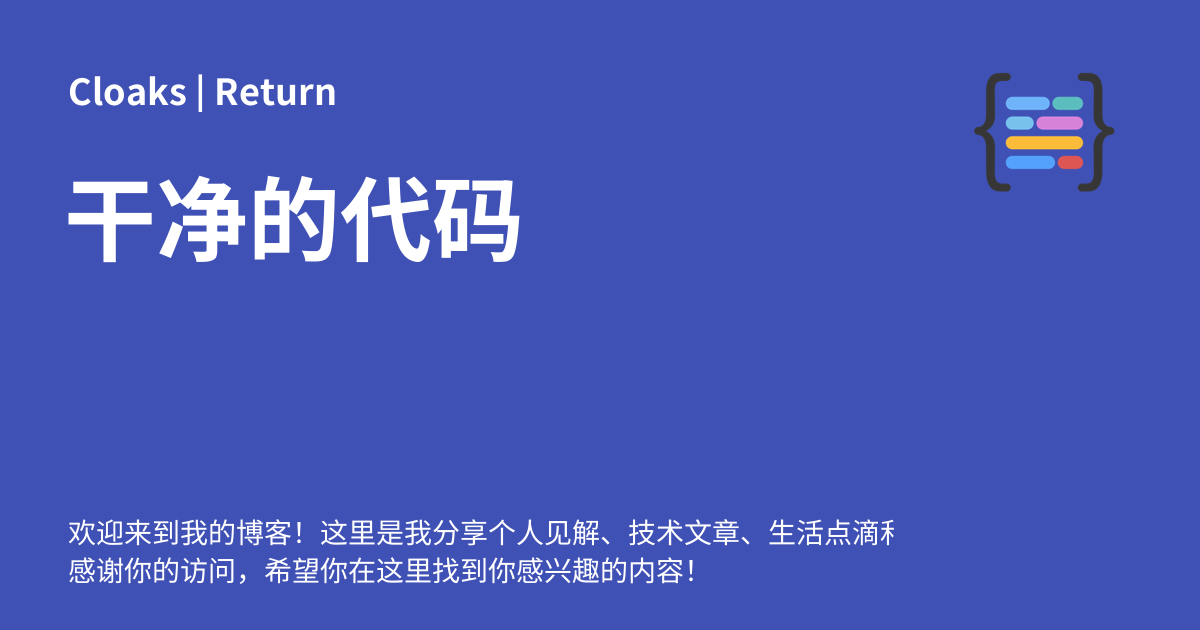 Cloaks | Return
干净的代码
欢迎来到我的博客！这里是我分享个人见解、技术文章、生活点滴
感谢你的访问，希望你在这里找到你感兴趣的内容！